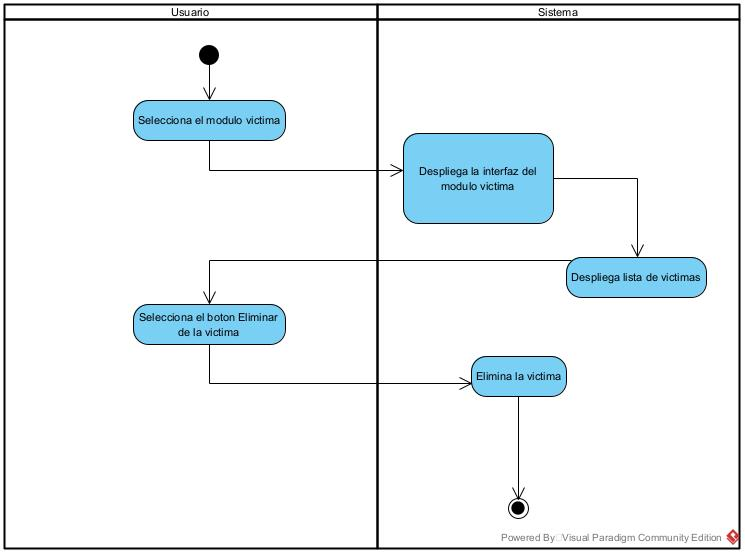 Usuario
Sistema
Selecciona el modulo victima
Despliega la interfaz del
modulo victima
Despliega lista de victimas
Selecciona el boton Eliminar
de la victima
Elimina la victima
Powered By Visual Paradigm Community Edition